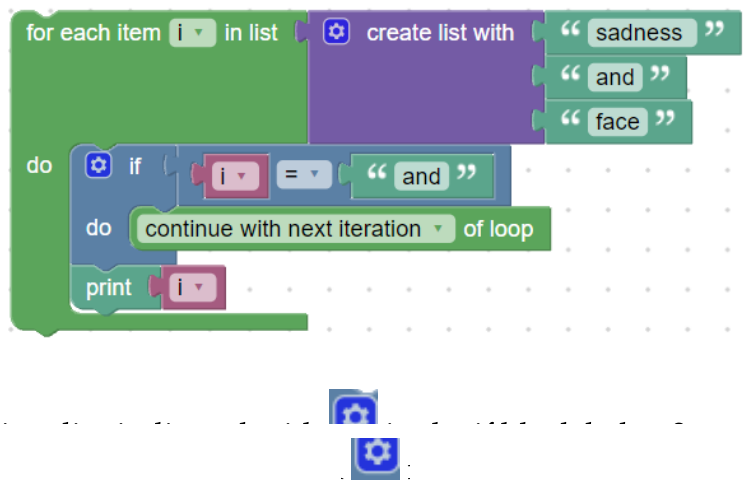 for each item i in list create list with “ sadness ”
“ and ”
“ face ”
do if i = “ and ”
do continue with next iteration of loop
print i